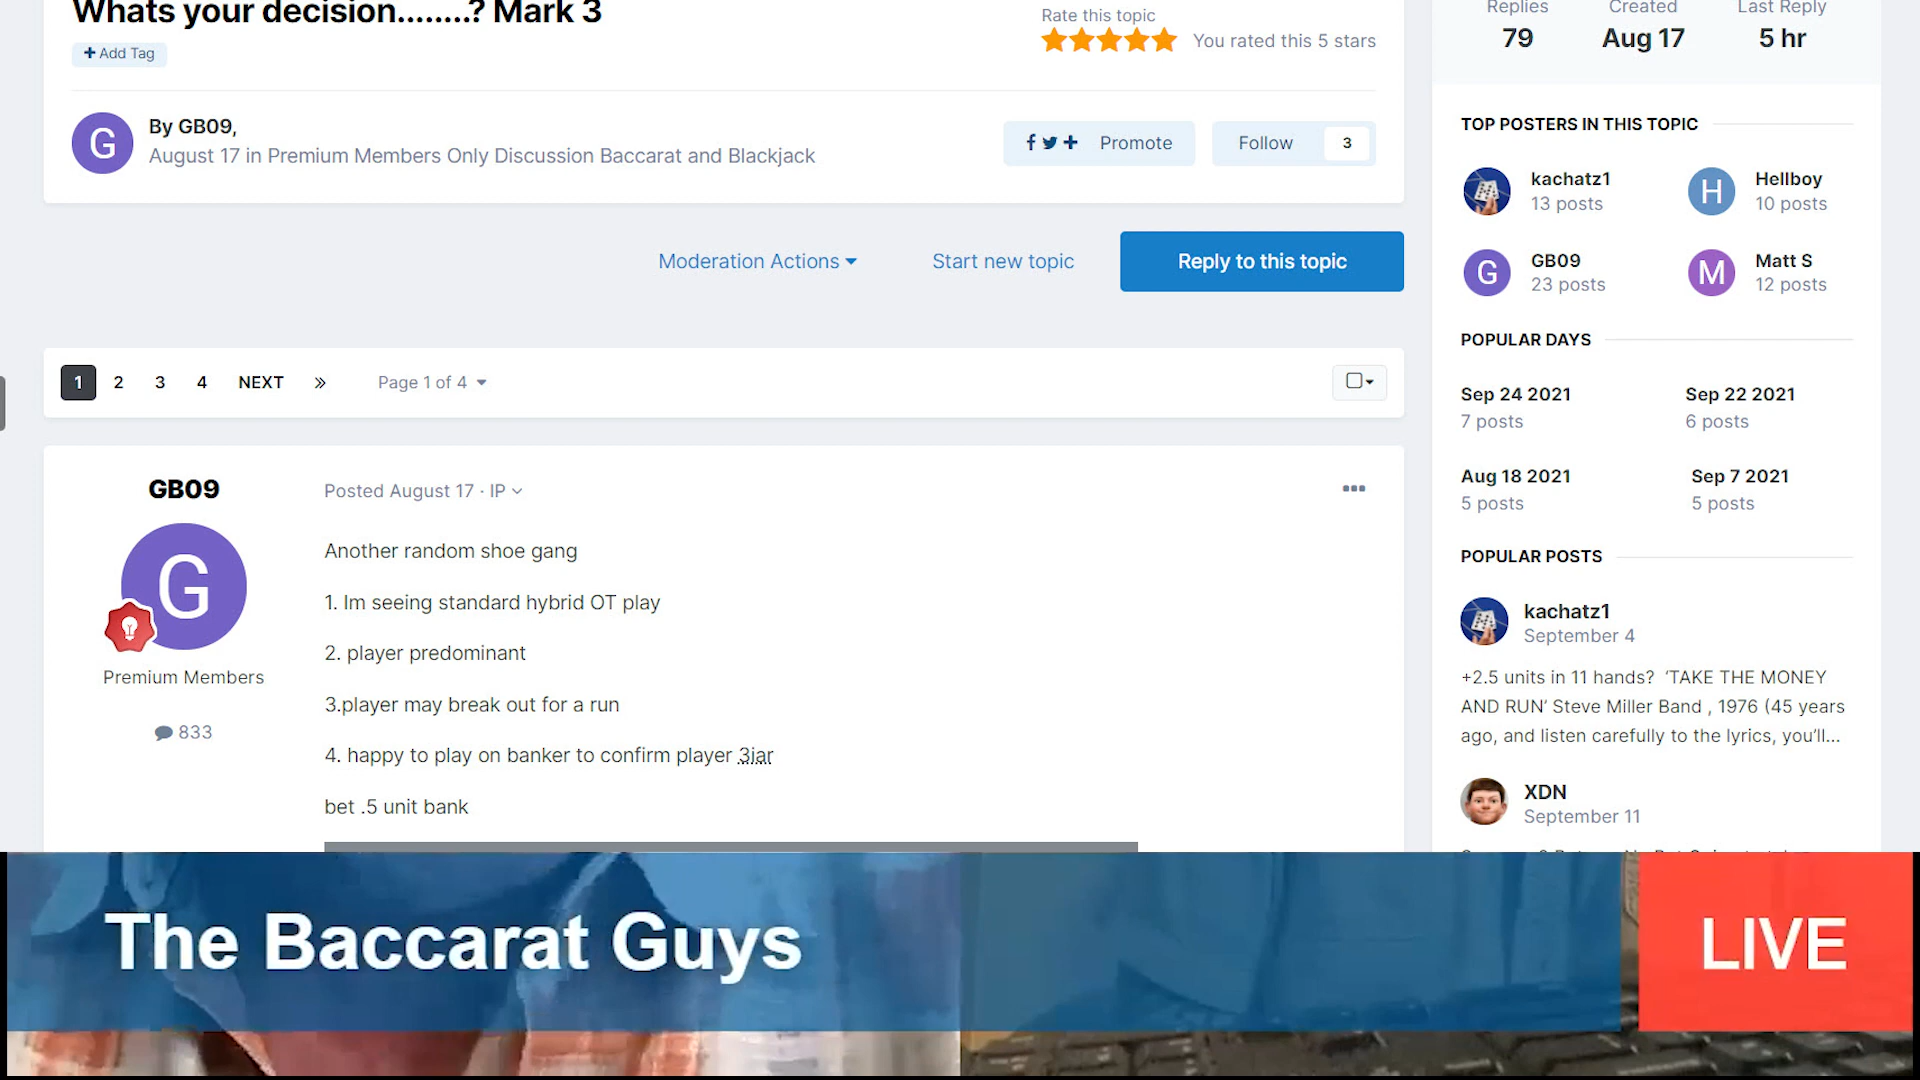 Whats your decision........? Mark 3
Add Tag
Rate this topic
You rated this 5 stars
G
By GB09,
August 17 in Premium Members Only Discussion Baccarat and Blackjack
Promote
Follow 3
Moderation Actions
Start new topic
Reply to this topic
1 2 3 4 NEXT » Page 1 of 4
GB09
G
Premium Members
833
Posted August 17 · IP
Another random shoe gang
1. Im seeing standard hybrid OT play
2. player predominant
3.player may break out for a run
4. happy to play on banker to confirm player 3iar
bet .5 unit bank
Replies Created Last Reply
79 Aug 17 5 hr
TOP POSTERS IN THIS TOPIC
kachatz1
13 posts
H
Hellboy
10 posts
G
GB09
23 posts
M
Matt S
12 posts
POPULAR DAYS
Sep 24 2021
7 posts
Sep 22 2021
6 posts
Aug 18 2021
5 posts
Sep 7 2021
5 posts
POPULAR POSTS
kachatz1
September 4
+2.5 units in 11 hands? ‘TAKE THE MONEY
AND RUN’ Steve Miller Band , 1976 (45 years
ago, and listen carefully to the lyrics, you’ll...
XDN
September 11
The Baccarat Guys
LIVE